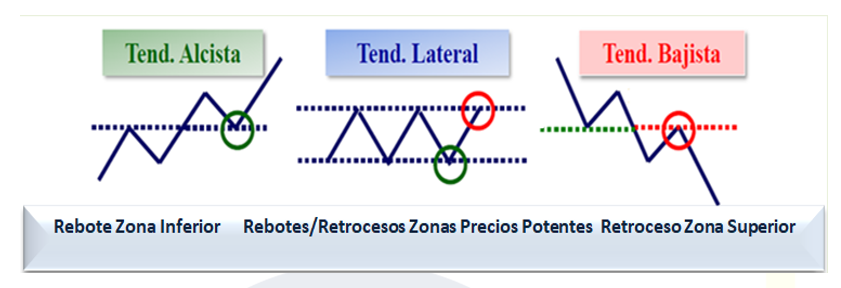 Tend. Alcista
Tend. Lateral
Tend. Bajista
Rebote Zona Inferior
Rebotes/Retrocesos Zonas Precios Potentes
Retroceso Zona Superior